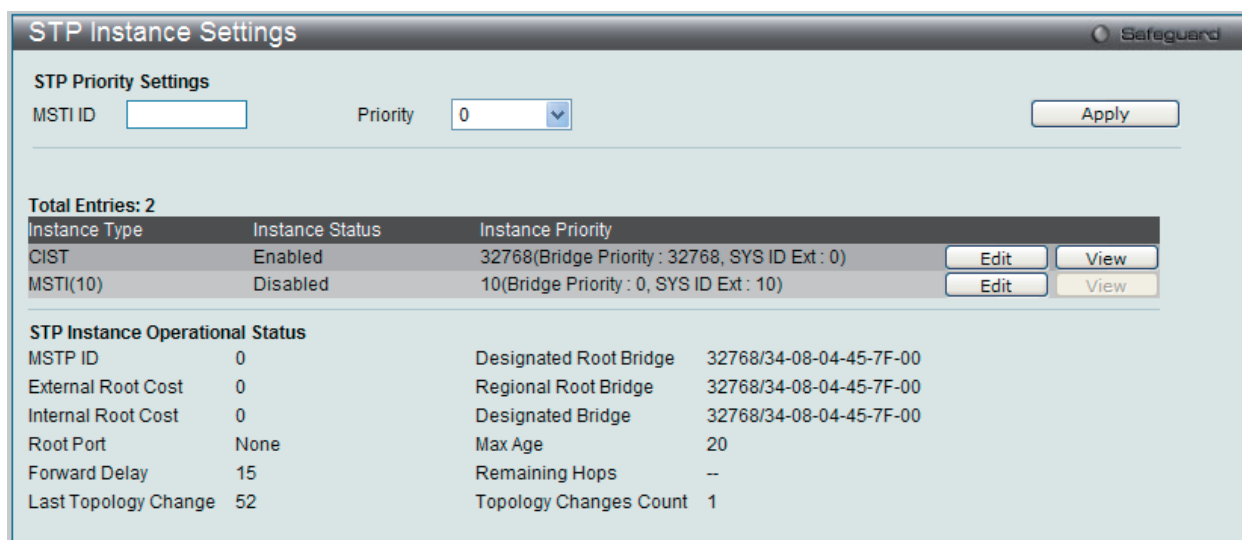 STP Instance Settings
Safeguard
STP Priority Settings
MSTI ID Priority 0 Apply
Total Entries: 2
Instance Type Instance Status Instance Priority
CIST Enabled 32768(Bridge Priority : 32768, SYS ID Ext : 0) Edit View
MSTI(10) Disabled 10(Bridge Priority : 0, SYS ID Ext : 10) Edit View
STP Instance Operational Status
MSTP ID 0 Designated Root Bridge 32768/34-08-04-45-7F-00
External Root Cost 0 Regional Root Bridge 32768/34-08-04-45-7F-00
Internal Root Cost 0 Designated Bridge 32768/34-08-04-45-7F-00
Root Port None Max Age 20
Forward Delay 15 Remaining Hops --
Last Topology Change 52 Topology Changes Count 1